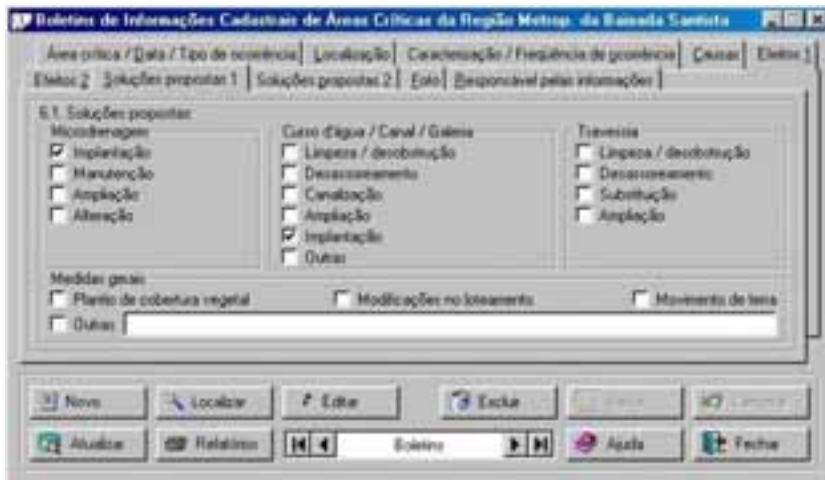 Boletins de Informações Cadastrais de Áreas Críticas da Região Metrop. da Baixada Santista
Área crítica / Data / Tipo de ocorrência Localização Caracterização / Freqüência de ocorrência Causas Efeitos 1
Efeitos 2 Soluções propostas 1 Soluções propostas 2 Foto Responsável pelas informações
6.1. Soluções propostas
Microdrenagem Curso d'água / Canal / Galeria Travessia
Implantação Limpeza / desobstrução Limpeza / desobstrução
Manutenção Desassoreamento Desassoreamento
Ampliação Canalização Substituição
Alteração Ampliação Ampliação
Implantação
Outras
Medidas gerais
Plantio de cobertura vegetal Modificações no loteamento Movimento de terra
Outras
Novo Localizar Editar Excluir
Atualizar Relatórios Boletins Ajuda Fechar